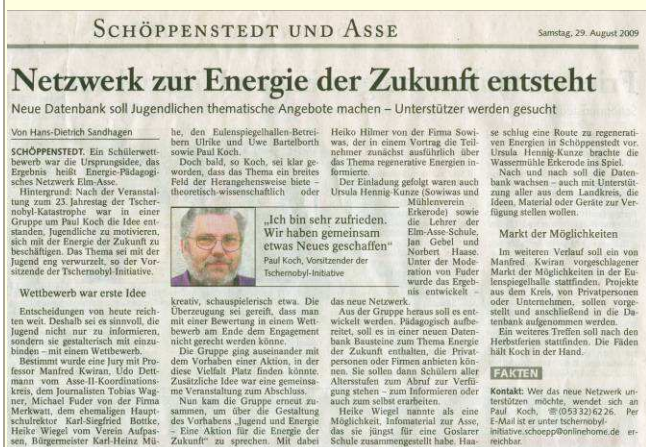 SCHÖPPENSTEDT UND ASSE
Samstag, 29. August 2009
Netzwerk zur Energie der Zukunft entsteht
Neue Datenbank soll Jugendlichen thematische Angebote machen – Unterstützer werden gesucht
Von Hans-Dietrich Sandhagen
SCHÖPPENSTEDT. Ein Schülerwett-
bewerb war die Ursprungsidee, das
Ergebnis heißt Energie-Pädagogi-
sches Netzwerk Elm-Asse.
Hintergrund: Nach der Veranstal-
tung zum 23. Jahrestag der Tscher-
nobyl-Katastrophe war in einer
Gruppe um Paul Koch die Idee ent-
standen, Jugendliche zu motivieren,
sich mit der Energie der Zukunft zu
beschäftigen. Das Thema sei mit der
Jugend eng verwurzelt, so der Vor-
sitzende der Tschernobyl-Initiative.
Wettbewerb war erste Idee
Entscheidungen von heute reich-
ten weit. Deshalb sei es sinnvoll, die
Jugend nicht nur zu informieren,
sondern sie gestalterisch mit einzu-
binden – mit einem Wettbewerb.
Bestimmt wurde eine Jury mit Pro-
fessor Manfred Kwiran, Udo Dett-
mann vom Asse-II-Koordinations-
kreis, dem Journalisten Tobias Wag-
ner, Michael Fuder von der Firma
Merkwatt, dem ehemaligen Haupt-
schulrektor Karl-Siegfried Bottke,
Heike Wiegel vom Verein Aufpas-
sen, Bürgermeister Karl-Heinz Mü-
he, den Eulenspiegelhallen-Betrei-
bern Ulrike und Uwe Bartelborth
sowie Paul Koch.
Doch bald, so Koch, sei klar ge-
worden, dass das Thema ein breites
Feld der Herangehensweise biete –
theoretisch-wissenschaftlich oder
„Ich bin sehr zufrieden.
Wir haben gemeinsam
etwas Neues geschaffen“
Paul Koch, Vorsitzender der
Tschernobyl-Initiative
kreativ, schauspielerisch etwa. Die
Überzeugung sei gereift, dass man
mit einer Bewertung in einem Wett-
bewerb am Ende dem Engagement
nicht gerecht werden könne.
Die Gruppe ging auseinander mit
dem Vorhaben einer Aktion, in der
diese Vielfalt Platz finden könnte.
Zusätzliche Idee war eine gemeinsa-
me Veranstaltung zum Abschluss.
Nun kam die Gruppe erneut zu-
sammen, um über die Gestaltung
des Vorhabens „Jugend und Energie
– Eine Aktion für die Energie der
Zukunft“ zu sprechen. Mit dabei
Heiko Hilmer von der Firma Sowi-
was, der in einem Vortrag die Teil-
nehmer zunächst ausführlich über
das Thema regenerative Energien in-
formierte.
Der Einladung gefolgt waren auch
Ursula Hennig-Kunze (Sowiwas und
Mühlenverein
Erkerode) sowie
die Lehrer der
Elm-Asse-Schule,
Jan Gebel und
Norbert Haase.
Unter der Mode-
ration von Fuder
wurde das Ergeb-
nis entwickelt –
das neue Netzwerk.
Aus der Gruppe heraus soll es ent-
wickelt werden. Pädagogisch aufbe-
reitet, soll es in einer neuen Daten-
bank Bausteine zum Thema Energie
der Zukunft enthalten, die Privat-
personen oder Firmen anbieten kön-
nen. Sie sollen dann Schülern aller
Altersstufen zum Abruf zur Verfü-
gung stehen – zum Informieren oder
auch zum selbst erarbeiten.
Heike Wiegel nannte als eine
Möglichkeit, Infomaterial zur Asse,
das sie jüngst für eine Goslarer
Schule zusammengestellt habe. Haa-
se schlug eine Route zu regenerati-
ven Energien in Schöppenstedt vor.
Ursula Hennig-Kunze brachte die
Wassermühle Erkerode ins Spiel.
Nach und nach soll die Daten-
bank wachsen – auch mit Unterstüt-
zung aller aus dem Landkreis, die
Ideen, Material oder Geräte zur Ver-
fügung stellen wollen.
Markt der Möglichkeiten
Im weiteren Verlauf soll ein von
Manfred Kwiran vorgeschlagener
Markt der Möglichkeiten in der Eu-
lenspiegelhalle stattfinden. Projekte
aus dem Kreis, von Privatpersonen
oder Unternehmen, sollen vorge-
stellt und anschließend in die Da-
tenbank aufgenommen werden.
Ein weiteres Treffen soll nach den
Herbstferien stattfinden. Die Fäden
hält Koch in der Hand.
FAKTEN
Kontakt: Wer das neue Netzwerk un-
terstützen möchte, wendet sich an
Paul Koch, ☏ (0 53 32) 62 26. Per
E-Mail ist er unter tschernobyl-
initiative.schoepp@onlinehome.de er-
reichbar.